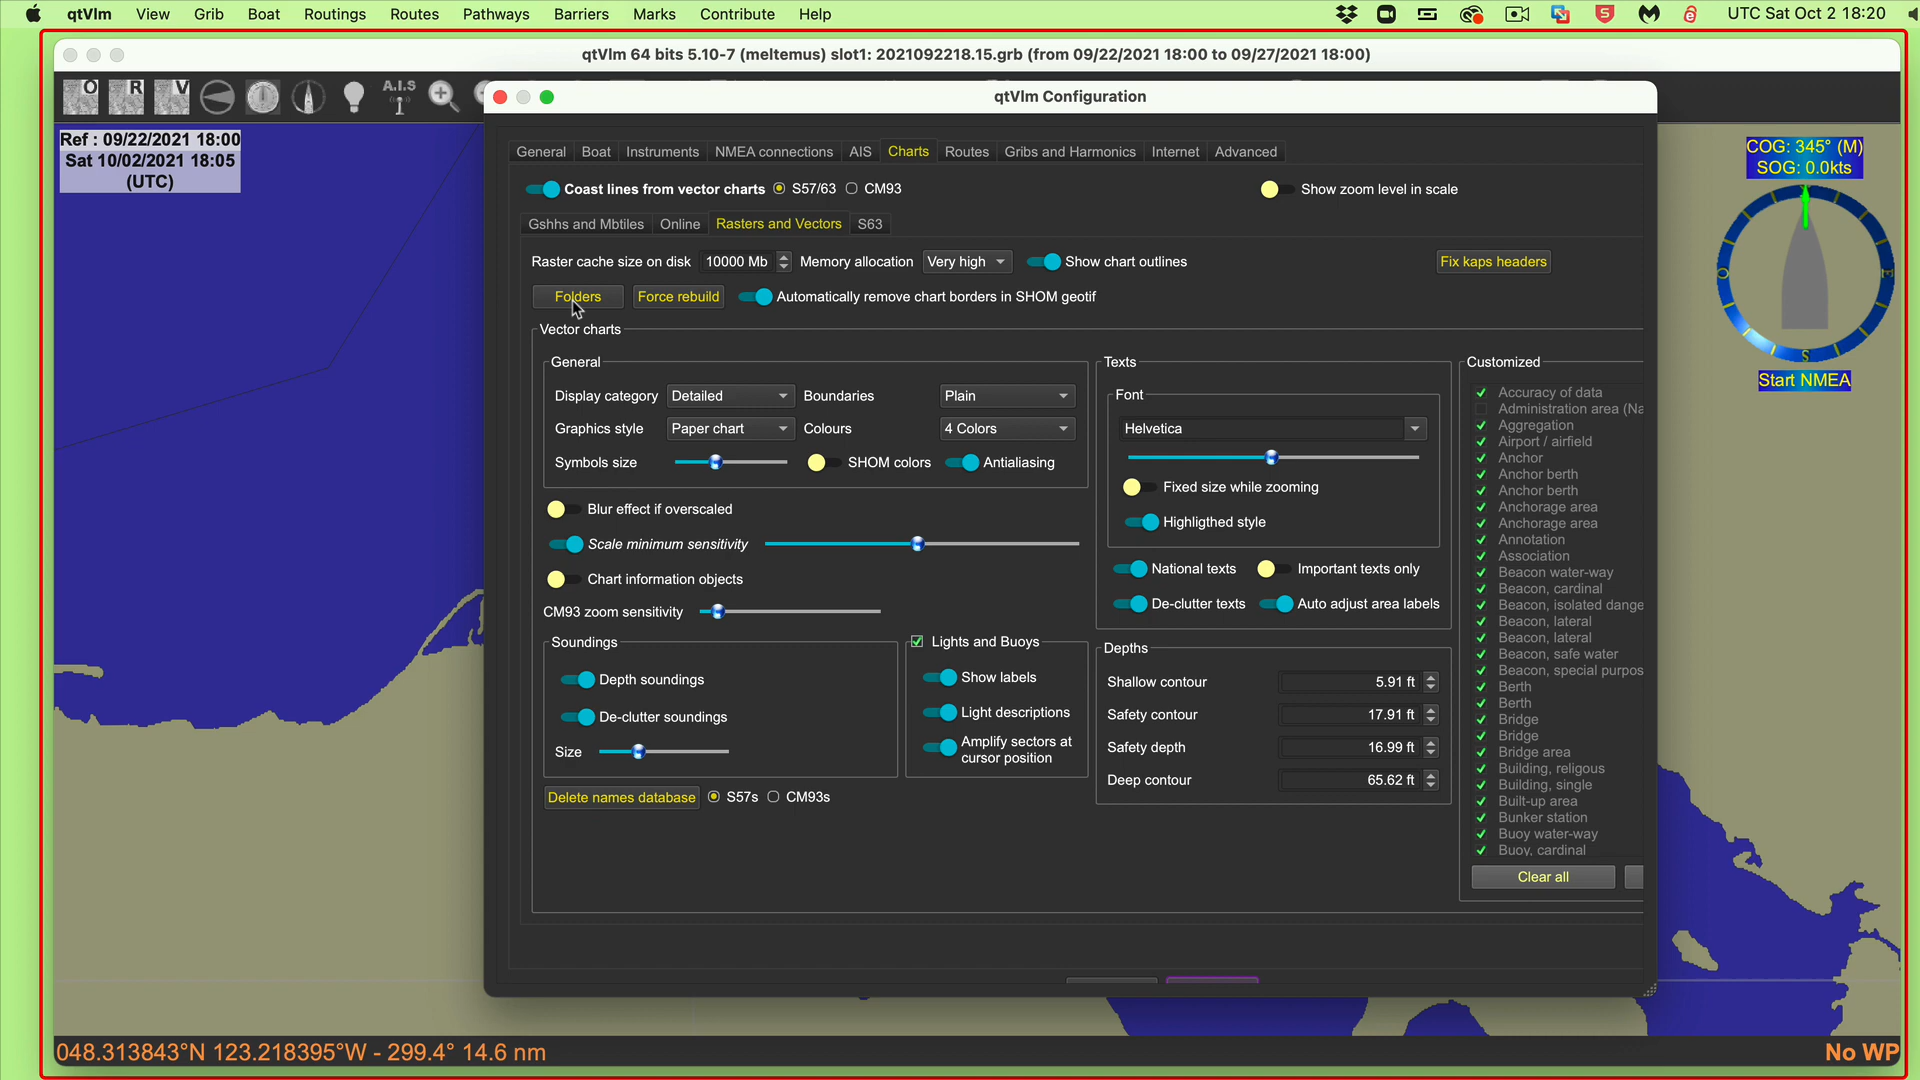 qtVlm View Grib Boat Routings Routes Pathways Barriers Marks Contribute Help UTC Sat Oct 2 18:20
qtVlm 64 bits 5.10-7 (meltemus) slot1: 2021092218.15.grb (from 09/22/2021 18:00 to 09/27/2021 18:00)
O R V A.I.S
qtVlm Configuration
Ref : 09/22/2021 18:00
Sat 10/02/2021 18:05
(UTC)
COG: 345° (M)
SOG: 0.0kts
S
Start NMEA
General Boat Instruments NMEA connections AIS Charts Routes Gribs and Harmonics Internet Advanced
Coast lines from vector charts S57/63 CM93 Show zoom level in scale
Gshhs and Mbtiles Online Rasters and Vectors S63
Raster cache size on disk 10000 Mb Memory allocation Very high Show chart outlines Fix kaps headers
Folders Force rebuild Automatically remove chart borders in SHOM geotif
Vector charts
General
Display category Detailed Boundaries Plain
Graphics style Paper chart Colours 4 Colors
Symbols size SHOM colors Antialiasing
Blur effect if overscaled
Scale minimum sensitivity
Chart information objects
CM93 zoom sensitivity
Soundings
Depth soundings
De-clutter soundings
Size
Lights and Buoys
Show labels
Light descriptions
Amplify sectors at
cursor position
Delete names database S57s CM93s
Texts
Font
Helvetica
Fixed size while zooming
Highligthed style
National texts Important texts only
De-clutter texts Auto adjust area labels
Depths
Shallow contour 5.91 ft
Safety contour 17.91 ft
Safety depth 16.99 ft
Deep contour 65.62 ft
Customized
Accuracy of data
Administration area (Na
Aggregation
Airport / airfield
Anchor
Anchor berth
Anchor berth
Anchorage area
Anchorage area
Annotation
Association
Beacon water-way
Beacon, cardinal
Beacon, isolated dange
Beacon, lateral
Beacon, lateral
Beacon, safe water
Beacon, special purpos
Berth
Berth
Bridge
Bridge
Bridge area
Building, religous
Building, single
Built-up area
Bunker station
Buoy water-way
Buoy, cardinal
Clear all
048.313843°N 123.218395°W - 299.4° 14.6 nm
No WP